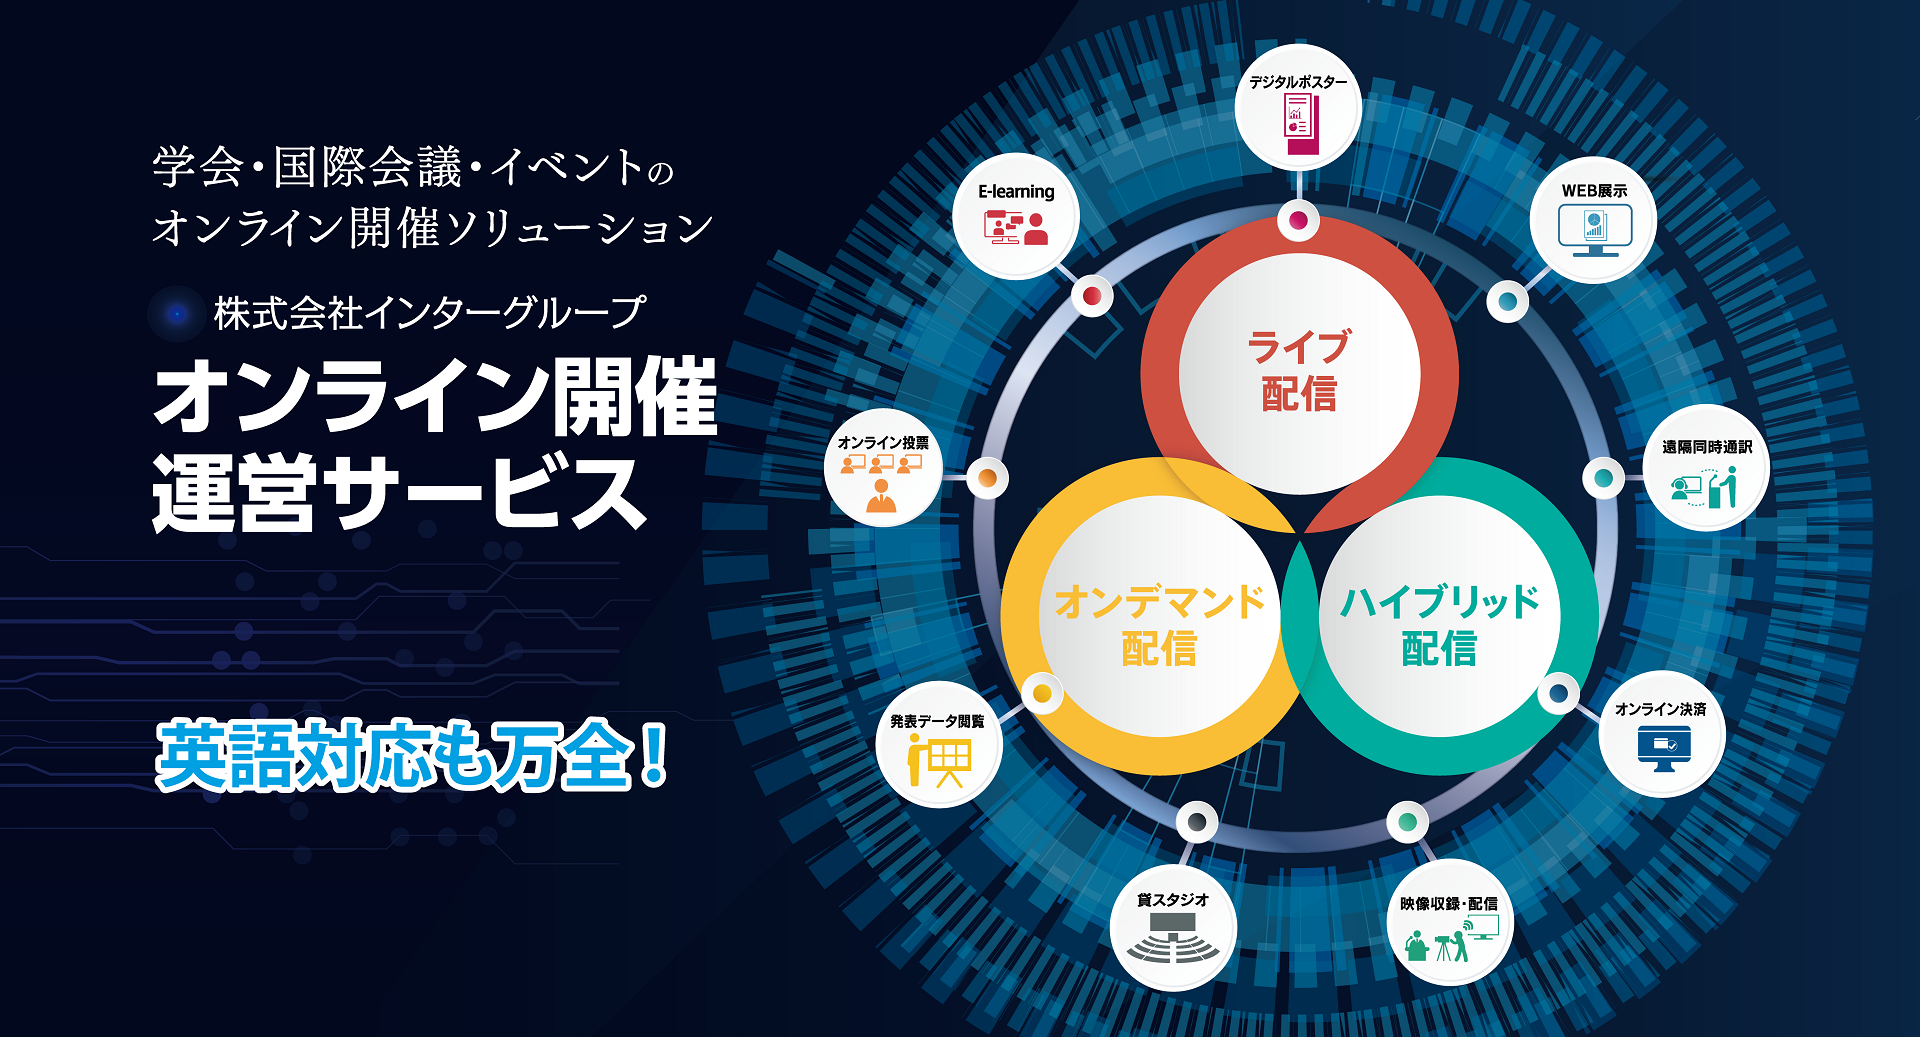 学会・国際会議・イベントの
オンライン開催ソリューション
株式会社インターグループ
オンライン開催
運営サービス
英語対応も万全！
デジタルポスター
E-learning
WEB展示
オンライン投票
遠隔同時通訳
発表データ閲覧
オンライン決済
貸スタジオ
映像収録・配信
ライブ
配信
オンデマンド
配信
ハイブリッド
配信